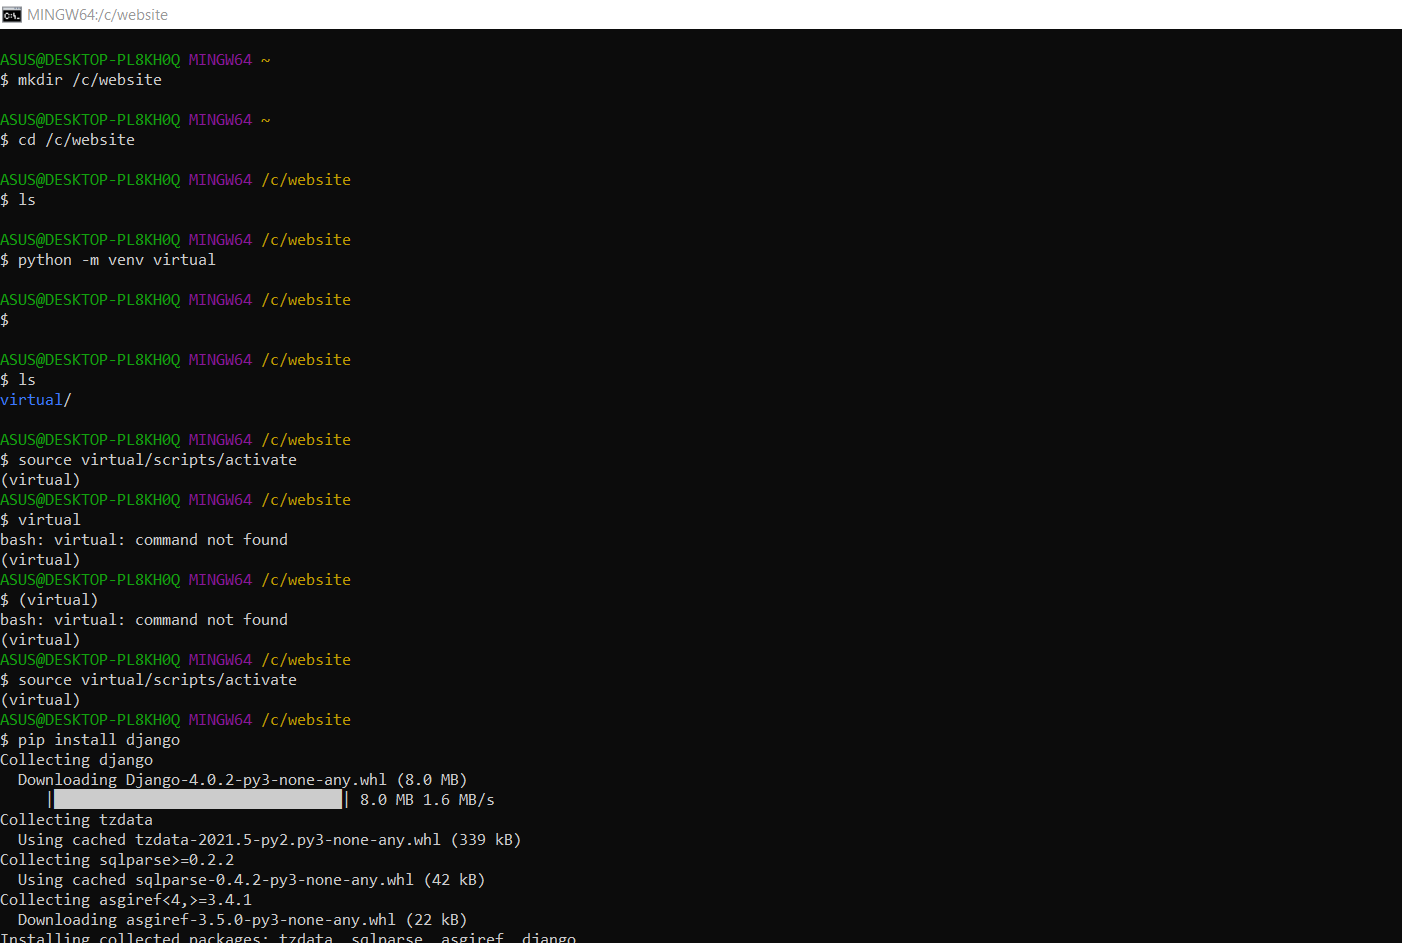 MINGW64:/c/website
ASUS@DESKTOP-PL8KH0Q MINGW64 ~
$ mkdir /c/website
ASUS@DESKTOP-PL8KH0Q MINGW64 ~
$ cd /c/website
ASUS@DESKTOP-PL8KH0Q MINGW64 /c/website
$ ls
ASUS@DESKTOP-PL8KH0Q MINGW64 /c/website
$ python -m venv virtual
ASUS@DESKTOP-PL8KH0Q MINGW64 /c/website
$
ASUS@DESKTOP-PL8KH0Q MINGW64 /c/website
$ ls
virtual/
ASUS@DESKTOP-PL8KH0Q MINGW64 /c/website
$ source virtual/scripts/activate
(virtual)
ASUS@DESKTOP-PL8KH0Q MINGW64 /c/website
$ virtual
bash: virtual: command not found
(virtual)
ASUS@DESKTOP-PL8KH0Q MINGW64 /c/website
$ (virtual)
bash: virtual: command not found
(virtual)
ASUS@DESKTOP-PL8KH0Q MINGW64 /c/website
$ source virtual/scripts/activate
(virtual)
ASUS@DESKTOP-PL8KH0Q MINGW64 /c/website
$ pip install django
Collecting django
  Downloading Django-4.0.2-py3-none-any.whl (8.0 MB)
     |████████████████████████████████| 8.0 MB 1.6 MB/s
Collecting tzdata
  Using cached tzdata-2021.5-py2.py3-none-any.whl (339 kB)
Collecting sqlparse>=0.2.2
  Using cached sqlparse-0.4.2-py3-none-any.whl (42 kB)
Collecting asgiref<4,>=3.4.1
  Downloading asgiref-3.5.0-py3-none-any.whl (22 kB)
Installing collected packages: tzdata, sqlparse, asgiref, django